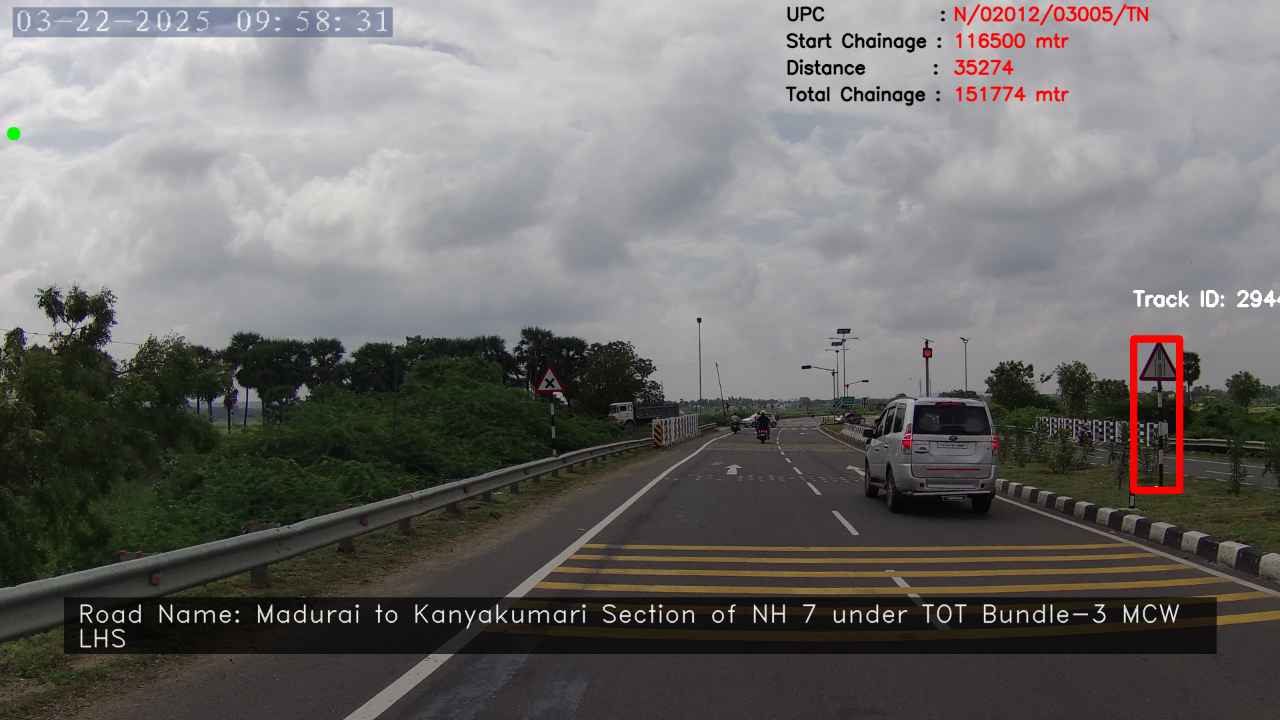 03-22-2025 09:58:31
UPC : N/02012/03005/TN
Start Chainage : 116500 mtr
Distance : 35274
Total Chainage : 151774 mtr
Track ID: 2944
Road Name: Madurai to Kanyakumari Section of NH 7 under TOT Bundle-3 MCW
LHS